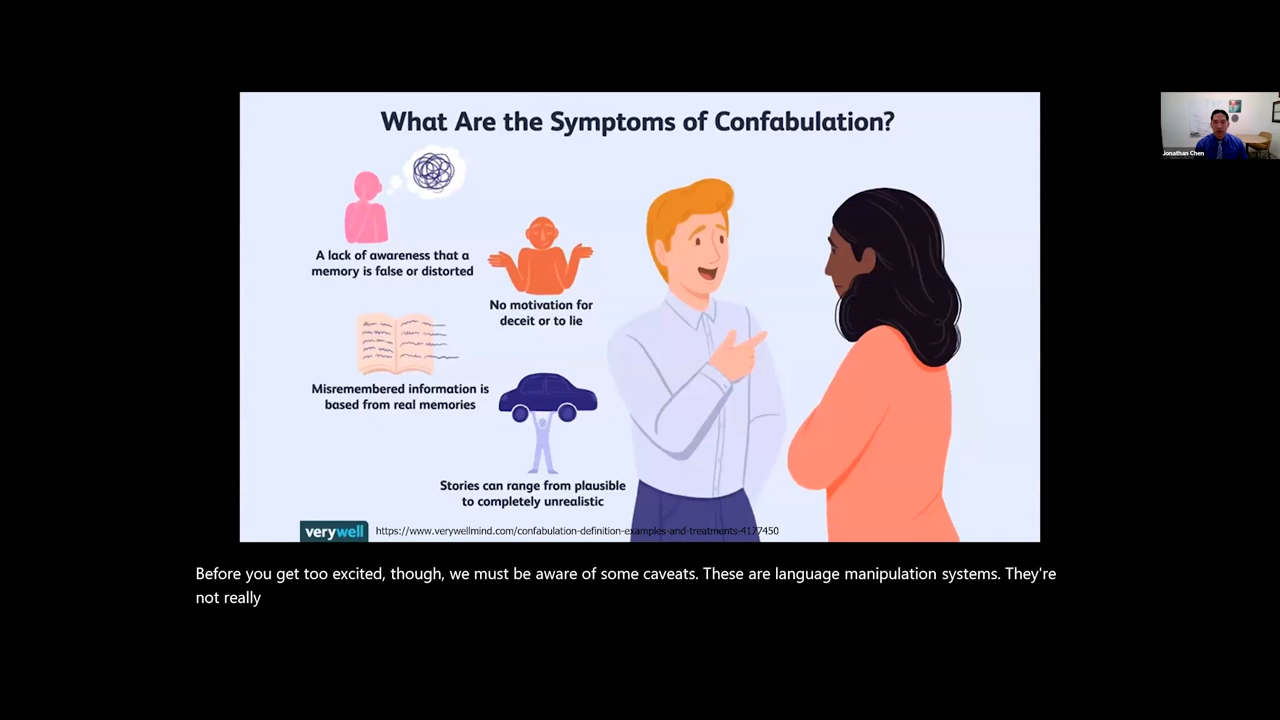 What Are the Symptoms of Confabulation?
A lack of awareness that a
memory is false or distorted
No motivation for
deceit or to lie
Misremembered information is
based from real memories
Stories can range from plausible
to completely unrealistic
verywell
https://www.verywellmind.com/confabulation-definition-examples-and-treatments-4177450
Jonathan Chen
Before you get too excited, though, we must be aware of some caveats. These are language manipulation systems. They're
not really